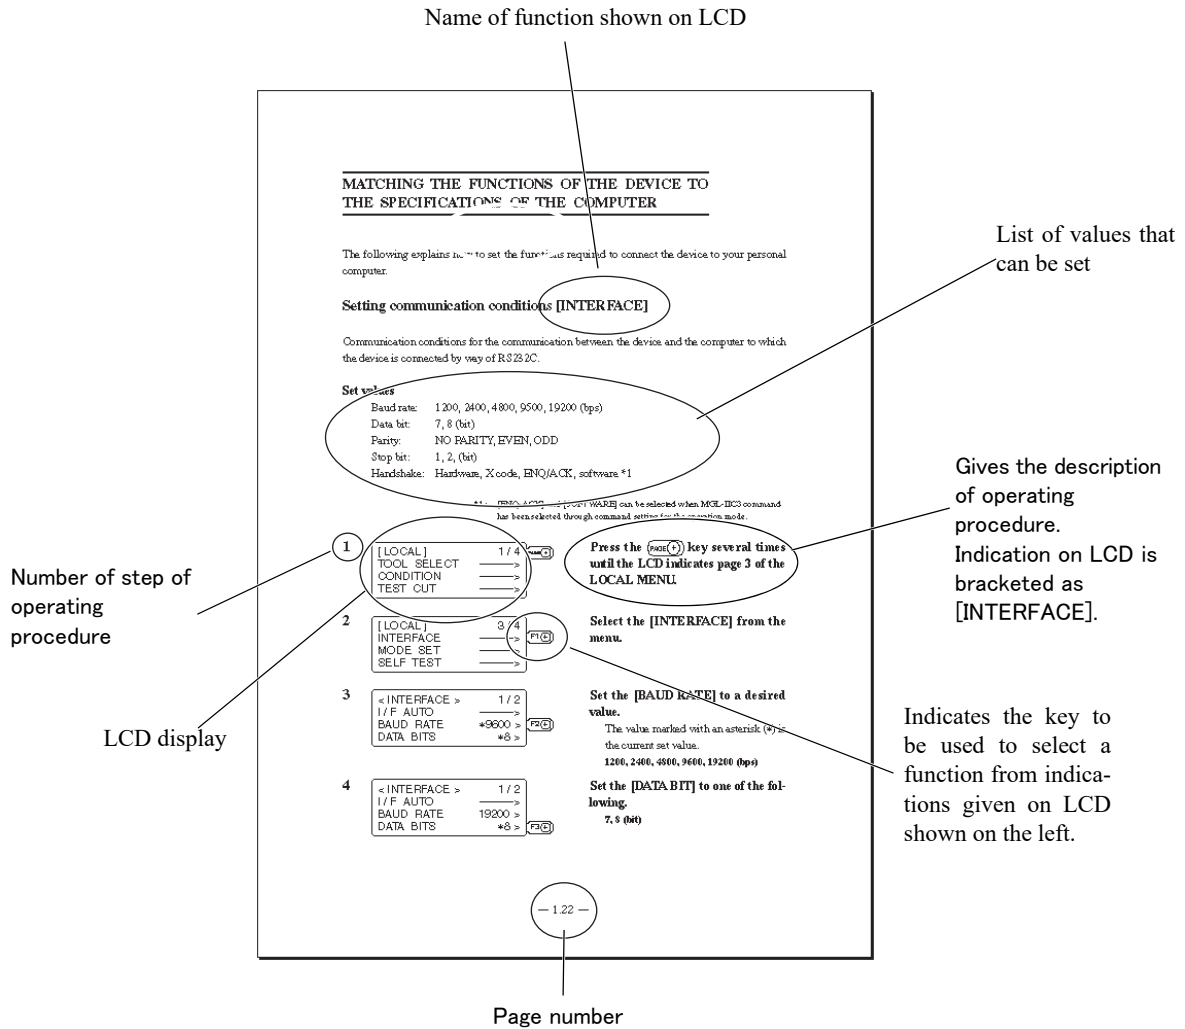 Name of function shown on LCD
MATCHING THE FUNCTIONS OF THE DEVICE TO
THE SPECIFICATIONS OF THE COMPUTER
The following explains how to set the functions required to connect the device to your personal
computer.
Setting communication conditions [INTERFACE]
Communication conditions for the communication between the device and the computer to which
the device is connected by way of RS232C.
Set values
Baud rate: 1200, 2400, 4800, 9500, 19200 (bps)
Data bit: 7, 8 (bit)
Parity: NO PARITY, EVEN, ODD
Stop bit: 1, 2, (bit)
Handshake: Hardware, X code, ENQ/ACK, software *1
[ENQ/ACK] [SOFTWARE] can be selected when MGL-IIC3 command
has been selected through command setting for the operation mode.
List of values that
can be set
1
[LOCAL] 1/4
TOOL SELECT >
CONDITION >
TEST CUT >
Press the PAGE(+) key several times
until the LCD indicates page 3 of the
LOCAL MENU.
Gives the description
of operating
procedure.
Indication on LCD is
bracketed as
[INTERFACE].
Number of step of
operating
procedure
2
[LOCAL] 3/4
INTERFACE > F1(+)
MODE SET >
SELF TEST >
Select the [INTERFACE] from the
menu.
3
<INTERFACE> 1/2
I/F AUTO >
BAUD RATE *9600 > F2(+)
DATA BITS *8 >
Set the [BAUD RATE] to a desired
value.
The value marked with an asterisk (*) is
the current set value.
1200, 2400, 4800, 9600, 19200 (bps)
LCD display
Indicates the key to
be used to select a
function from indica-
tions given on LCD
shown on the left.
4
<INTERFACE> 1/2
I/F AUTO >
BAUD RATE 19200 >
DATA BITS *8 > F3(+)
Set the [DATA BIT] to one of the fol-
lowing.
7, 8 (bit)
— 1.22 —
Page number